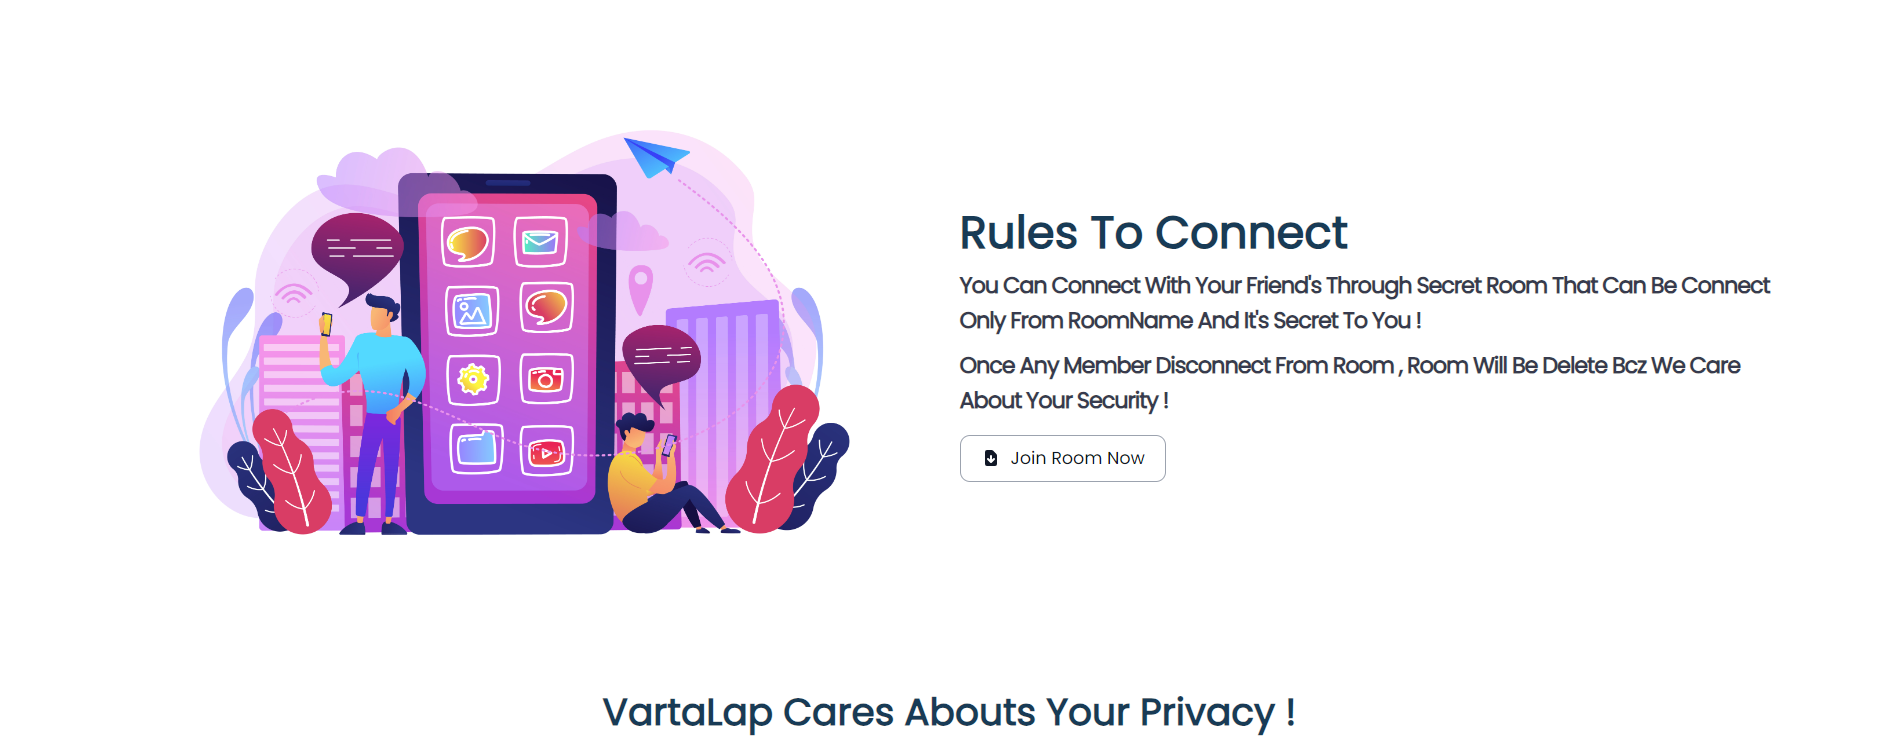 Rules To Connect
You Can Connect With Your Friend's Through Secret Room That Can Be Connect
Only From RoomName And It's Secret To You !
Once Any Member Disconnect From Room , Room Will Be Delete Bcz We Care
About Your Security !
Join Room Now
VartaLap Cares Abouts Your Privacy !